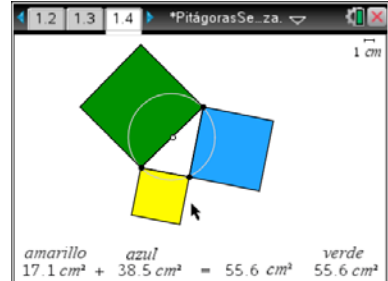 1.2 1.3 1.4 *PitágorasSe…za.
1 cm
amarillo azul verde
17.1 cm² + 38.5 cm² = 55.6 cm² 55.6 cm²